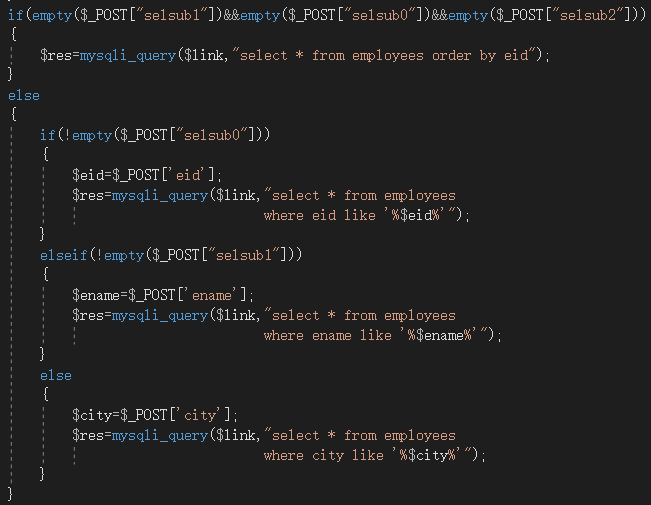 if(empty($_POST["selsub1"])&&empty($_POST["selsub0"])&&empty($_POST["selsub2"]))
{
    $res=mysqli_query($link,"select * from employees order by eid");
}
else
{
    if(!empty($_POST["selsub0"]))
    {
        $eid=$_POST['eid'];
        $res=mysqli_query($link,"select * from employees
                                where eid like '%$eid%'");
    }
    elseif(!empty($_POST["selsub1"]))
    {
        $ename=$_POST['ename'];
        $res=mysqli_query($link,"select * from employees
                                where ename like '%$ename%'");
    }
    else
    {
        $city=$_POST['city'];
        $res=mysqli_query($link,"select * from employees
                                where city like '%$city%'");
    }
}